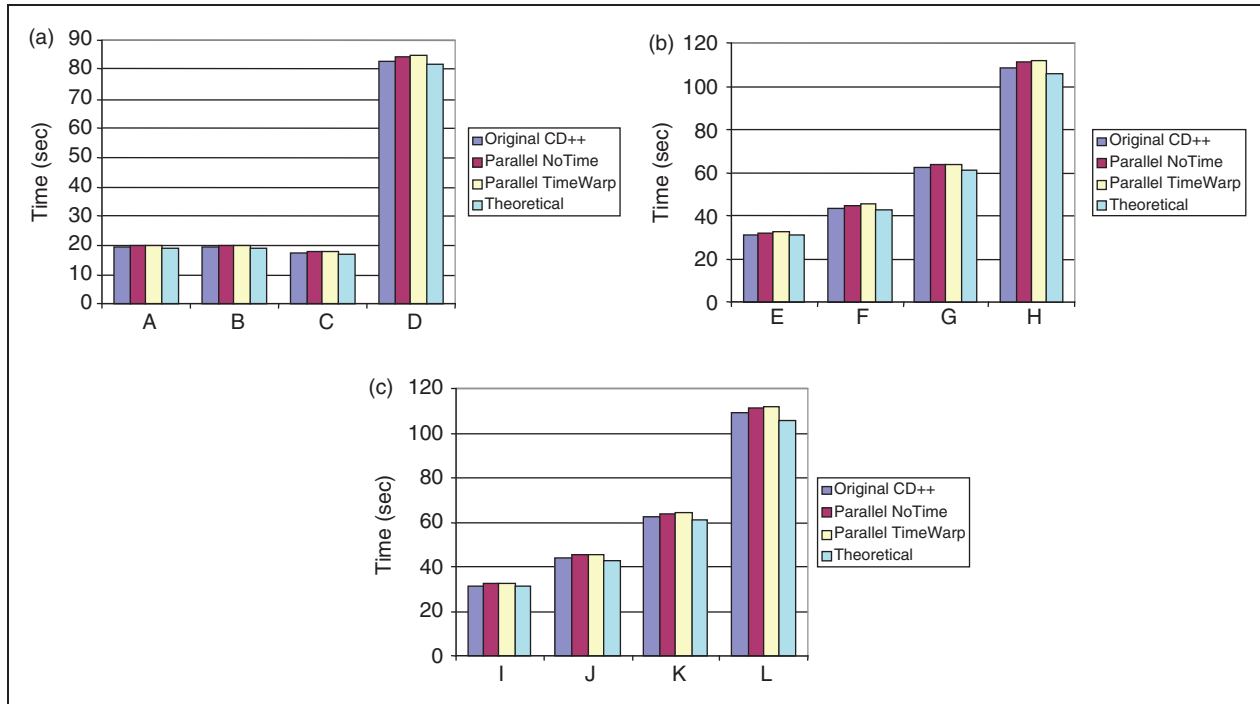 (a)
90
80
70
60
50
40
30
20
10
0
Time (sec)
A B C D
Original CD++
Parallel NoTime
Parallel TimeWarp
Theoretical
(b)
120
100
80
60
40
20
0
Time (sec)
E F G H
Original CD++
Parallel NoTime
Parallel TimeWarp
Theoretical
(c)
120
100
80
60
40
20
0
Time (sec)
I J K L
Original CD++
Parallel NoTime
Parallel TimeWarp
Theoretical